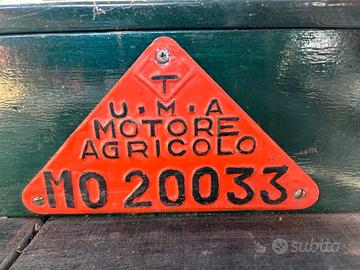 T
U·M·A
MOTORE
AGRICOLO
MO 20033
subito